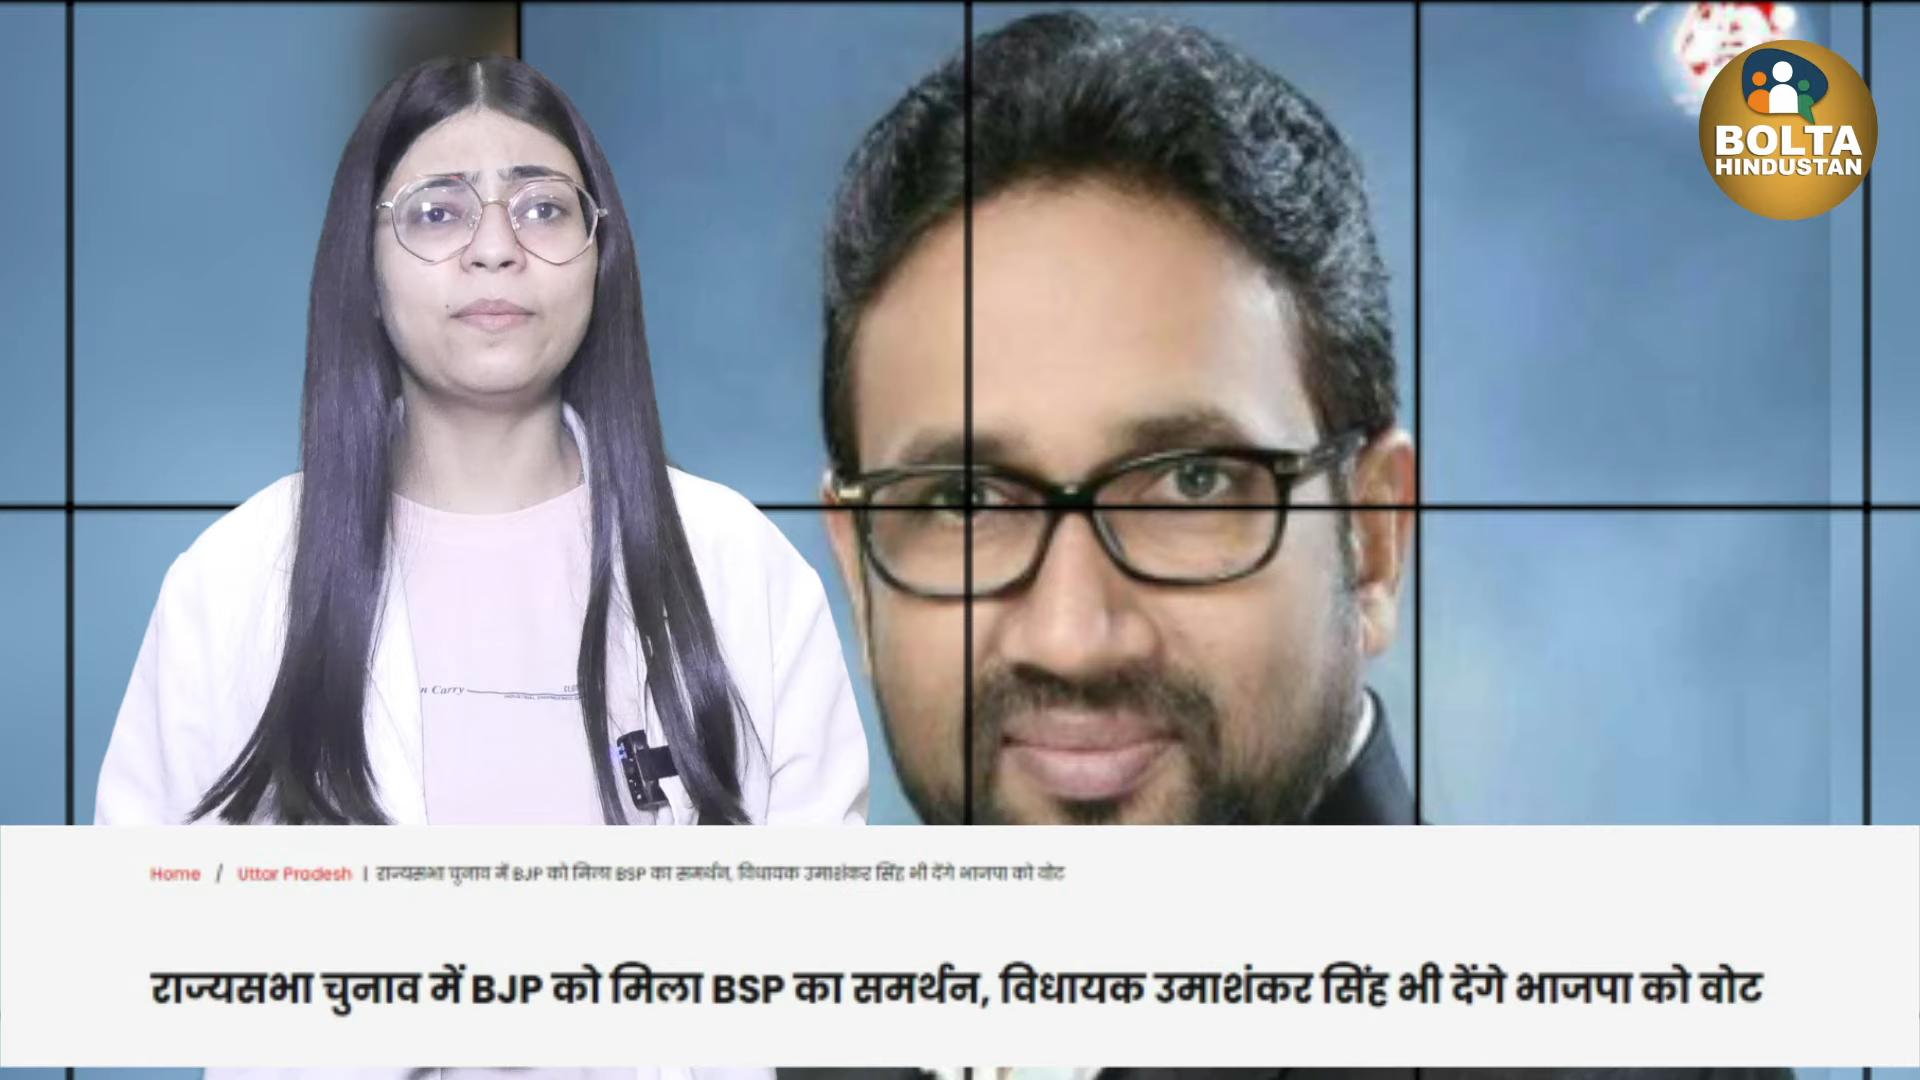 BOLTA
HINDUSTAN
n Carry
Home / Uttar Pradesh | राज्यसभा चुनाव में BJP को मिला BSP का समर्थन, विधायक उमाशंकर सिंह भी देंगे भाजपा को वोट
राज्यसभा चुनाव में BJP को मिला BSP का समर्थन, विधायक उमाशंकर सिंह भी देंगे भाजपा को वोट